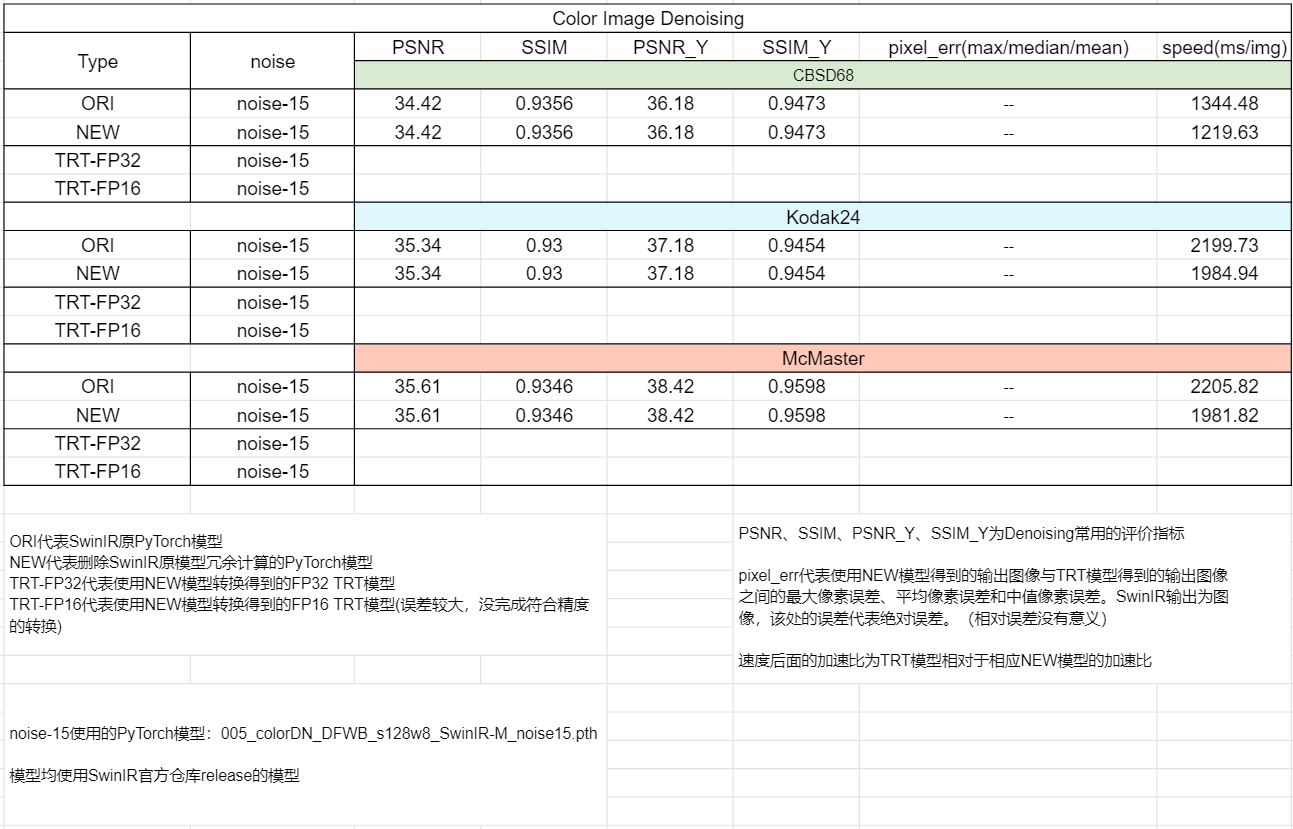 Color Image Denoising
Type noise PSNR SSIM PSNR_Y SSIM_Y pixel_err(max/median/mean) speed(ms/img)
CBSD68
ORI noise-15 34.42 0.9356 36.18 0.9473 -- 1344.48
NEW noise-15 34.42 0.9356 36.18 0.9473 -- 1219.63
TRT-FP32 noise-15
TRT-FP16 noise-15
Kodak24
ORI noise-15 35.34 0.93 37.18 0.9454 -- 2199.73
NEW noise-15 35.34 0.93 37.18 0.9454 -- 1984.94
TRT-FP32 noise-15
TRT-FP16 noise-15
McMaster
ORI noise-15 35.61 0.9346 38.42 0.9598 -- 2205.82
NEW noise-15 35.61 0.9346 38.42 0.9598 -- 1981.82
TRT-FP32 noise-15
TRT-FP16 noise-15
ORI代表SwinIR原PyTorch模型
NEW代表删除SwinIR原模型冗余计算的PyTorch模型
TRT-FP32代表使用NEW模型转换得到的FP32 TRT模型
TRT-FP16代表使用NEW模型转换得到的FP16 TRT模型(误差较大，没完成符合精度
的转换)
PSNR、SSIM、PSNR_Y、SSIM_Y为Denoising常用的评价指标
pixel_err代表使用NEW模型得到的输出图像与TRT模型得到的输出图像
之间的最大像素误差、平均像素误差和中值像素误差。SwinIR输出为图
像，该处的误差代表绝对误差。（相对误差没有意义）
速度后面的加速比为TRT模型相对于相应NEW模型的加速比
noise-15使用的PyTorch模型：005_colorDN_DFWB_s128w8_SwinIR-M_noise15.pth
模型均使用SwinIR官方仓库release的模型